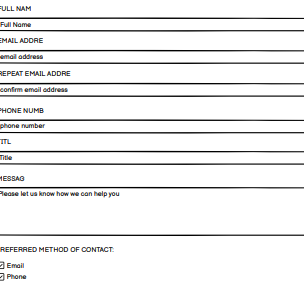 FULL NAM
Full Name
EMAIL ADDRE
email address
REPEAT EMAIL ADDRE
confirm email address
PHONE NUMB
phone number
TITL
Title
MESSAG
Please let us know how we can help you
REFERRED METHOD OF CONTACT:
Email
Phone